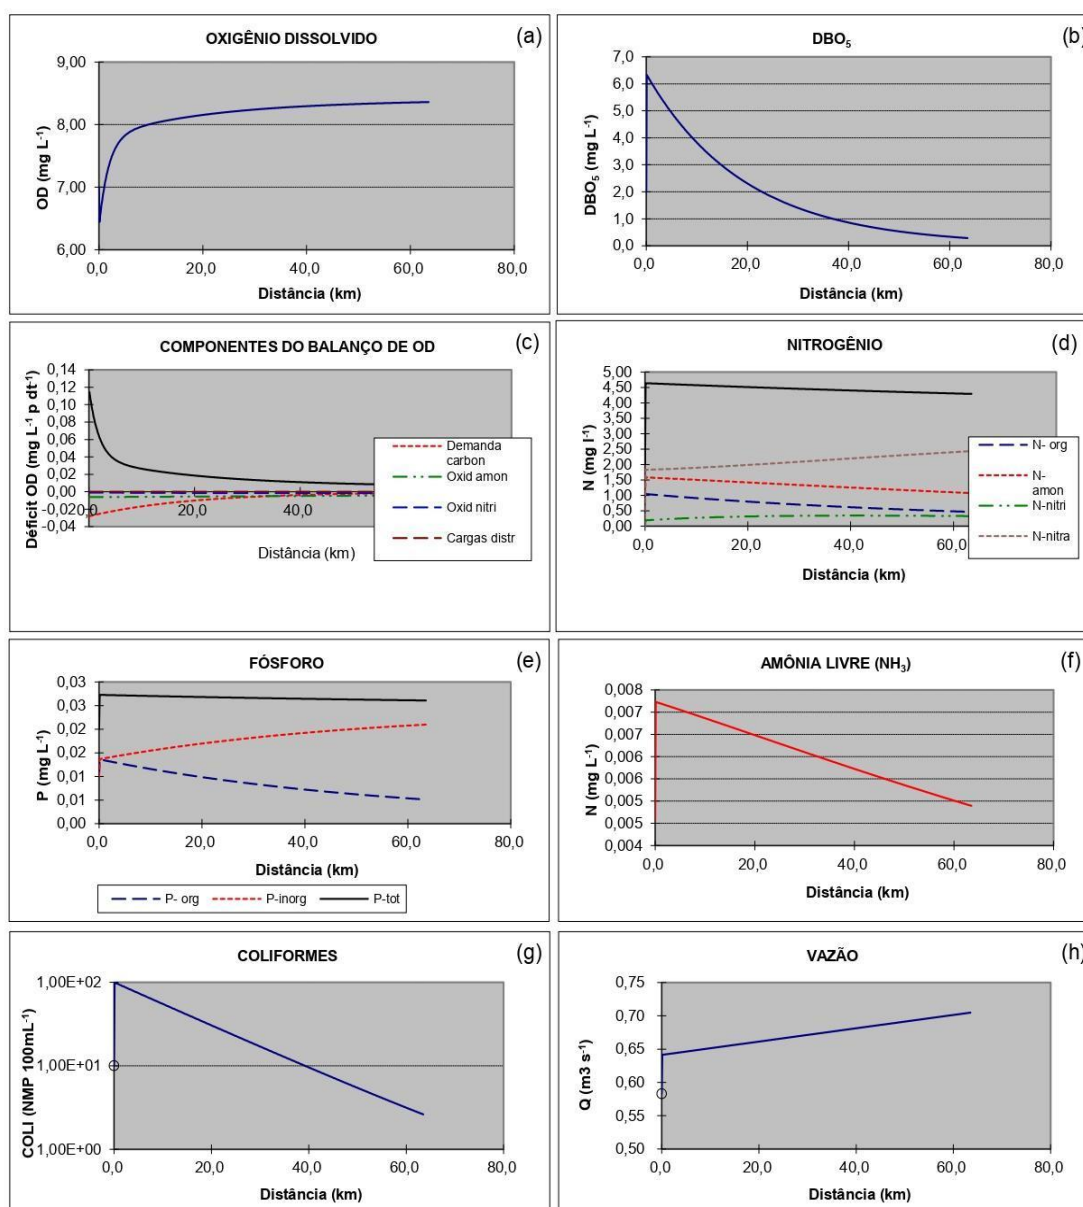 OXIGÊNIO DISSOLVIDO
(a)
9,00
8,00
7,00
6,00
OD (mg L-1)
0,0 20,0 40,0 60,0 80,0
Distância (km)
DBO5
(b)
7,0
6,0
5,0
4,0
3,0
2,0
1,0
0,0
DBO5 (mg L-1)
0,0 20,0 40,0 60,0 80,0
Distância (km)
COMPONENTES DO BALANÇO DE OD
(c)
0,14
0,12
0,10
0,08
0,06
0,04
0,02
0,00
-0,02
-0,04
Déficit OD (mg L-1 p dt-1)
20,0 40,0
Distância (km)
Demanda
carbon
Oxid amon
Oxid nitri
Cargas distr
NITROGÊNIO
(d)
5,00
4,50
4,00
3,50
3,00
2,50
2,00
1,50
1,00
0,50
0,00
N (mg l-1)
0,0 20,0 40,0 60,0
Distância (km)
N- org
N-
amon
N-nitri
N-nitra
FÓSFORO
(e)
0,03
0,03
0,02
0,02
0,01
0,01
0,00
P (mg L-1)
0,0 20,0 40,0 60,0 80,0
Distância (km)
P- org P-inorg P-tot
AMÔNIA LIVRE (NH3)
(f)
0,008
0,007
0,007
0,006
0,006
0,005
0,005
0,004
N (mg L-1)
0,0 20,0 40,0 60,0 80,0
Distância (km)
COLIFORMES
(g)
1,00E+02
1,00E+01
1,00E+00
COLI (NMP 100mL-1)
0,0 20,0 40,0 60,0 80,0
Distância (km)
VAZÃO
(h)
0,75
0,70
0,65
0,60
0,55
0,50
Q (m3 s-1)
0,0 20,0 40,0 60,0 80,0
Distância (km)